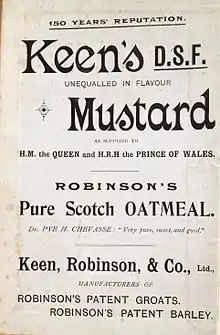 150 YEARS' REPUTATION.
Keen's D.S.F.
UNEQUALLED IN FLAVOUR
Mustard
AS SUPPLIED TO
H.M. the QUEEN and H.R.H the PRINCE OF WALES.
ROBINSON'S
Pure Scotch OATMEAL.
Dr. PYE H. CHEVASSE: "Very pure, sweet, and good."
Keen, Robinson, & Co., Ltd.,
MANUFACTURERS OF
ROBINSON'S PATENT GROATS.
ROBINSON'S PATENT BARLEY.